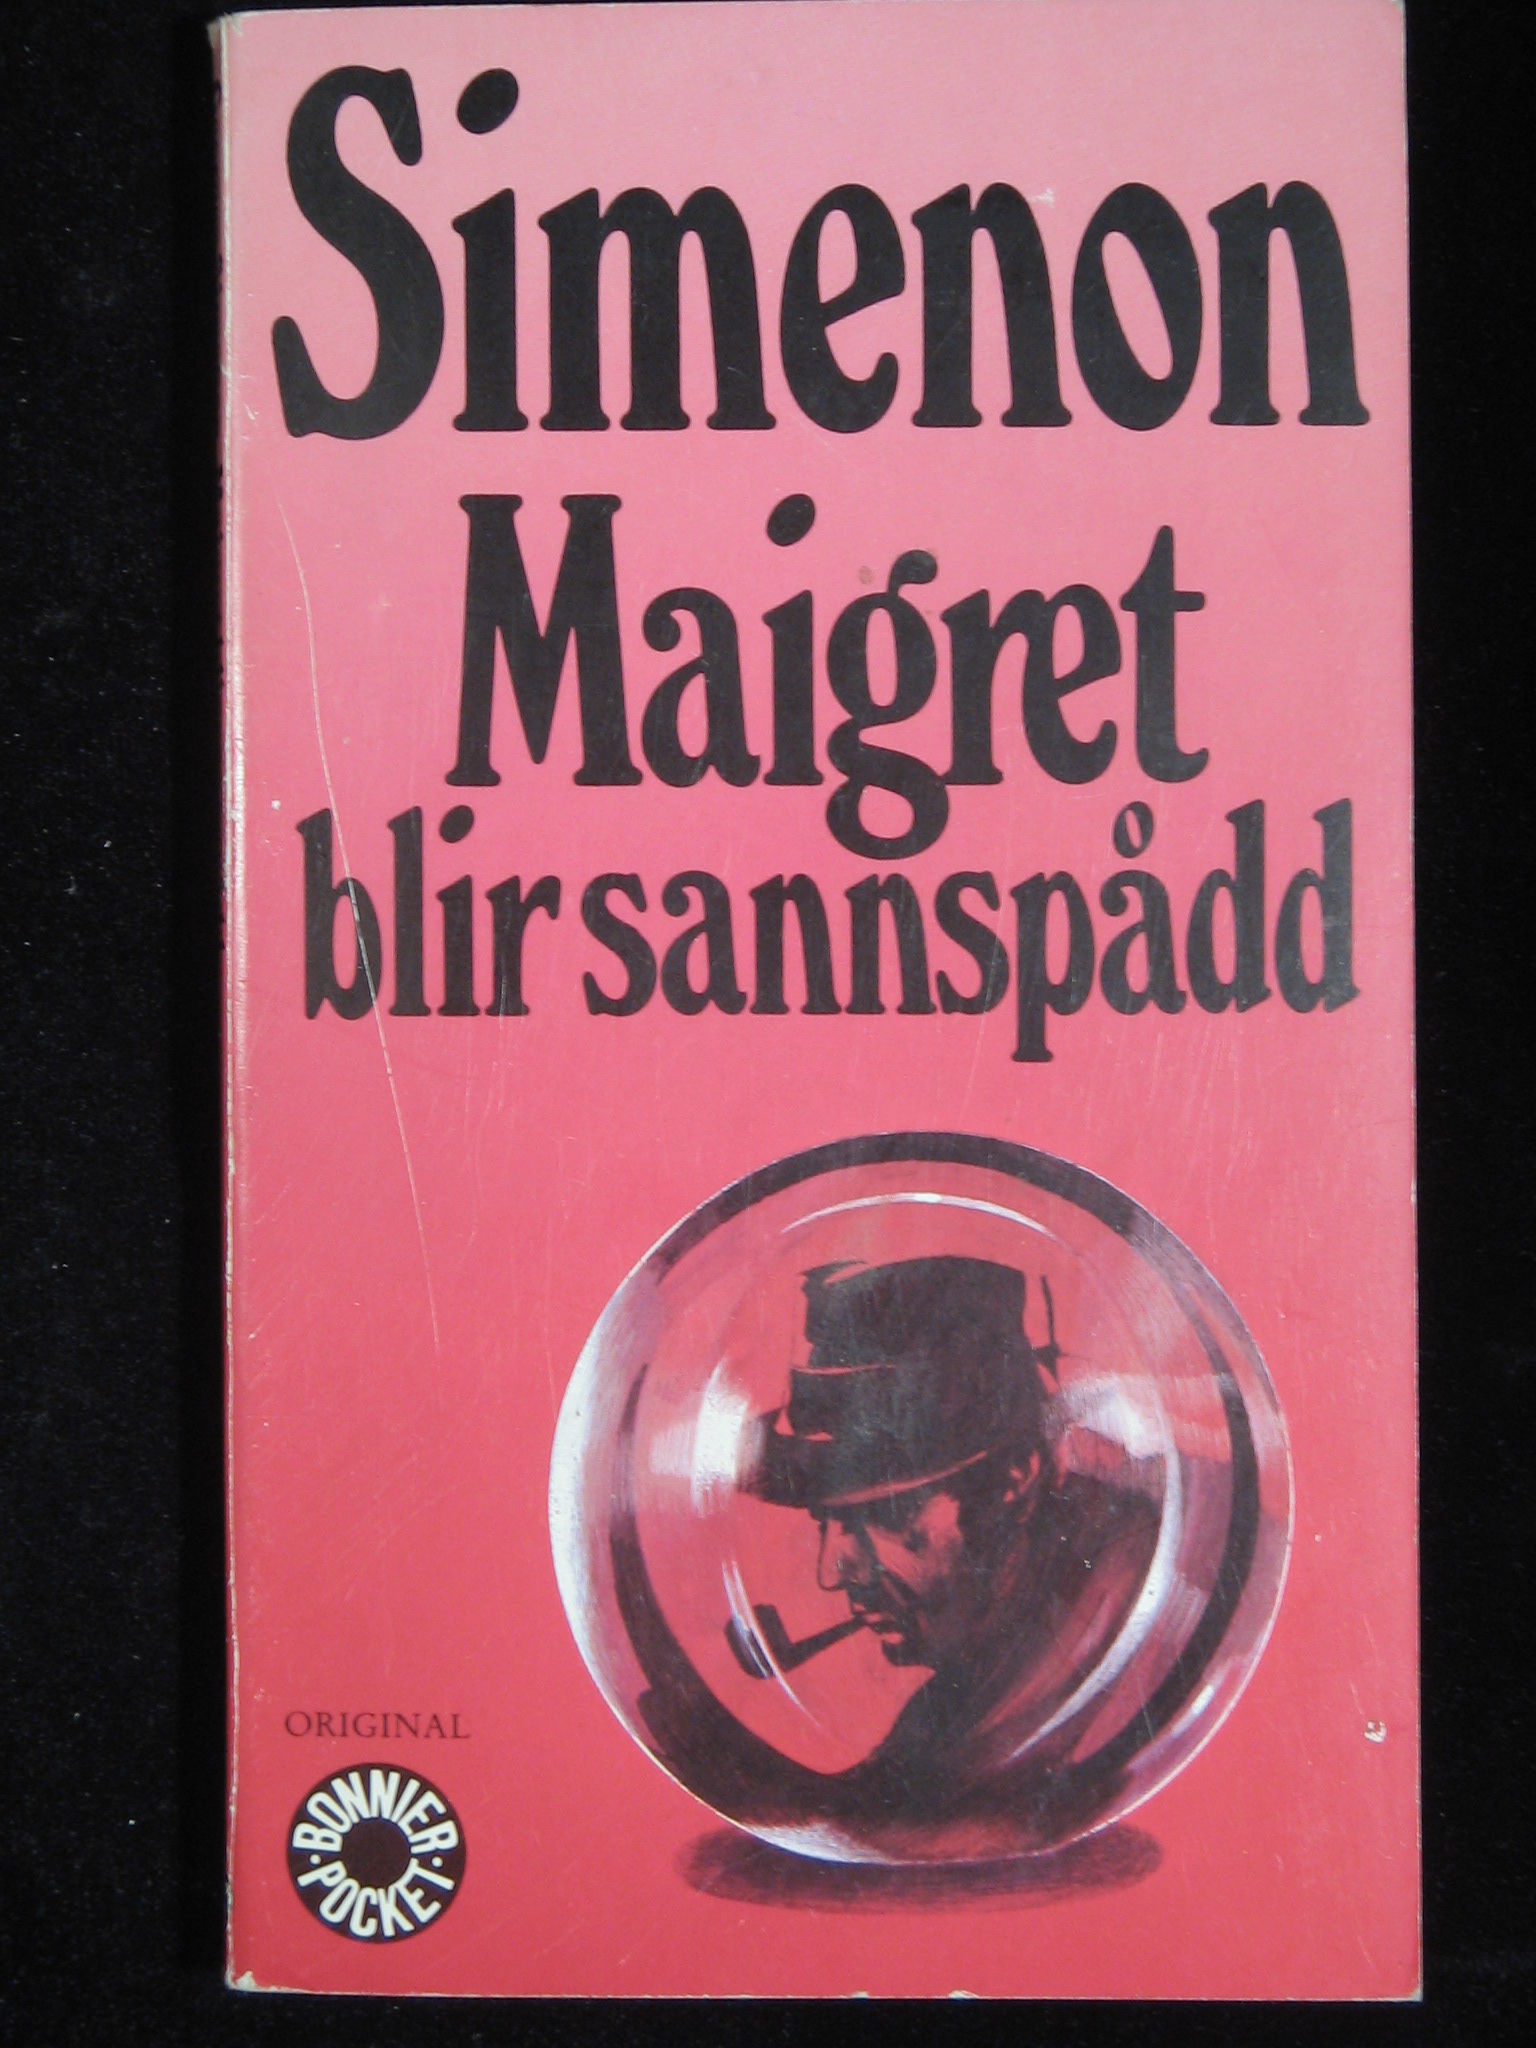 Simenon
Maigret
blir sannspådd
ORIGINAL
BONNIER
POCKET